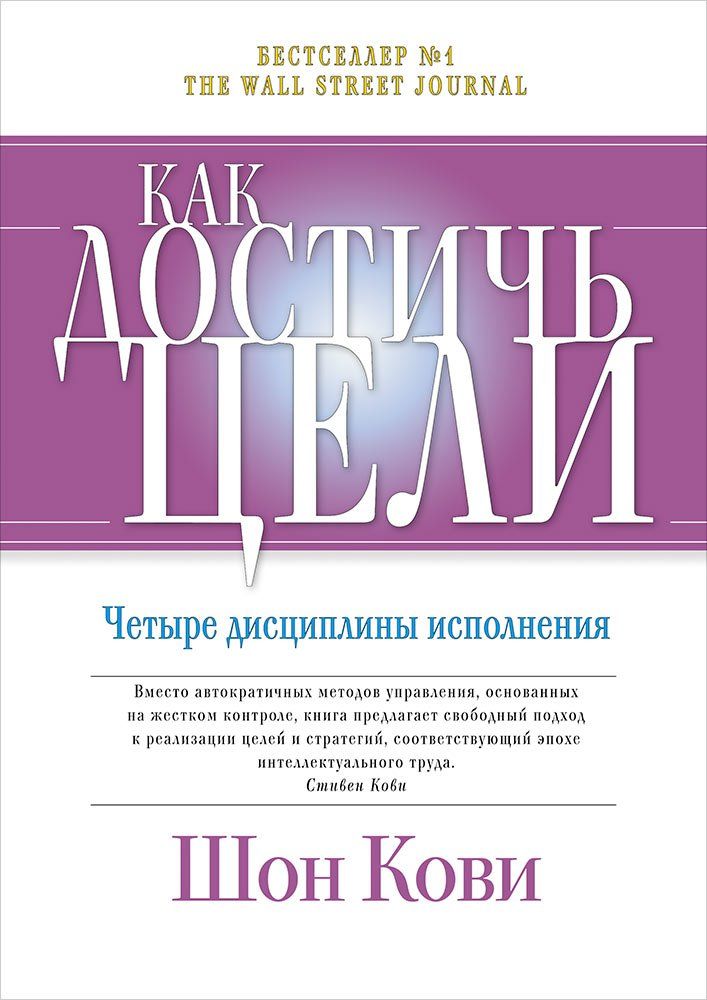 БЕСТСЕЛЛЕР №1
THE WALL STREET JOURNAL
КАК
ДОСТИЧЬ
ЦЕЛИ
Четыре дисциплины исполнения
Вместо автократичных методов управления, основанных
на жестком контроле, книга предлагает свободный подход
к реализации целей и стратегий, соответствующий эпохе
интеллектуального труда.
Стивен Кови
Шон Кови